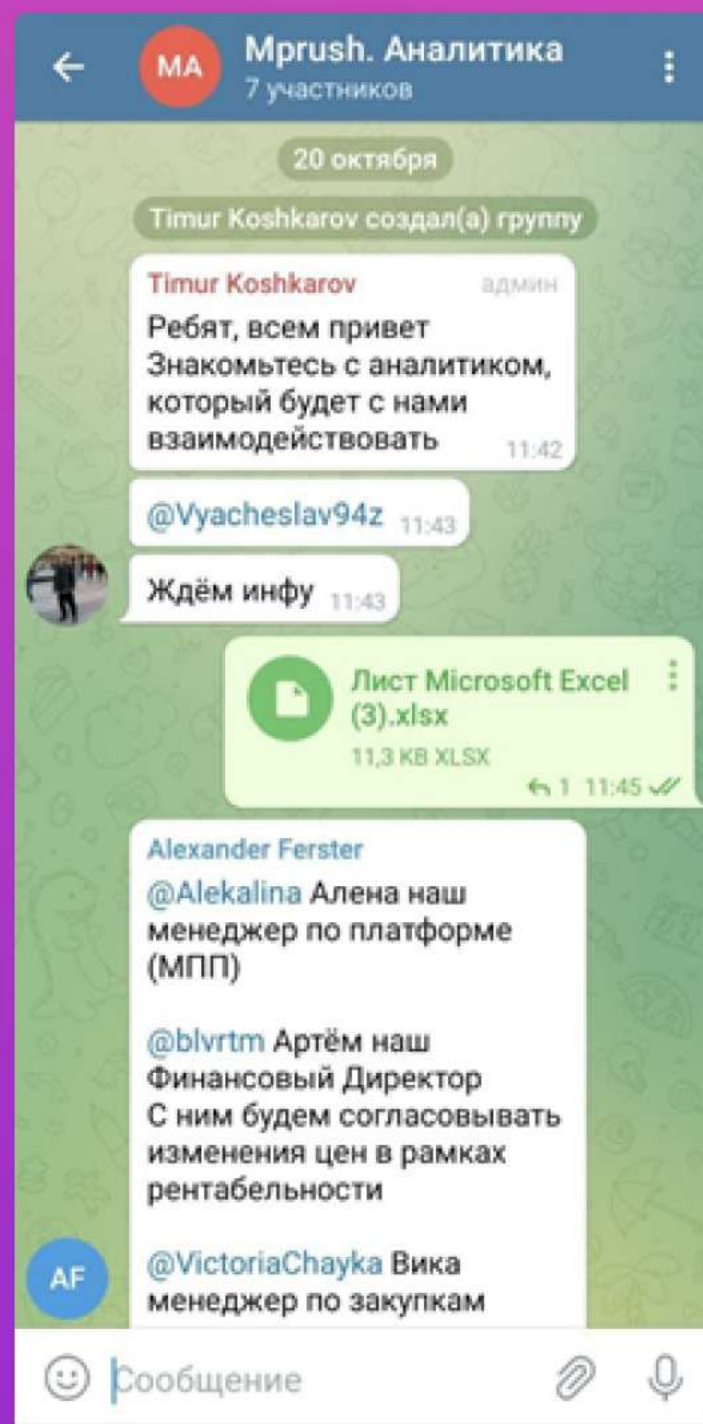 MA
Mprush. Аналитика
7 участников
20 октября
Timur Koshkarov создал(а) группу
Timur Koshkarov админ
Ребят, всем привет
Знакомьтесь с аналитиком,
который будет с нами
взаимодействовать 11:42
@Vyacheslav94z 11:43
Ждём инфу 11:43
Лист Microsoft Excel
(3).xlsx
11,3 KB XLSX
1 11:45
Alexander Ferster
@Alekalina Алена наш
менеджер по платформе
(МПП)
@blvrtm Артём наш
Финансовый Директор
С ним будем согласовывать
изменения цен в рамках
рентабельности
@VictoriaChayka Вика
менеджер по закупкам
AF
Сообщение